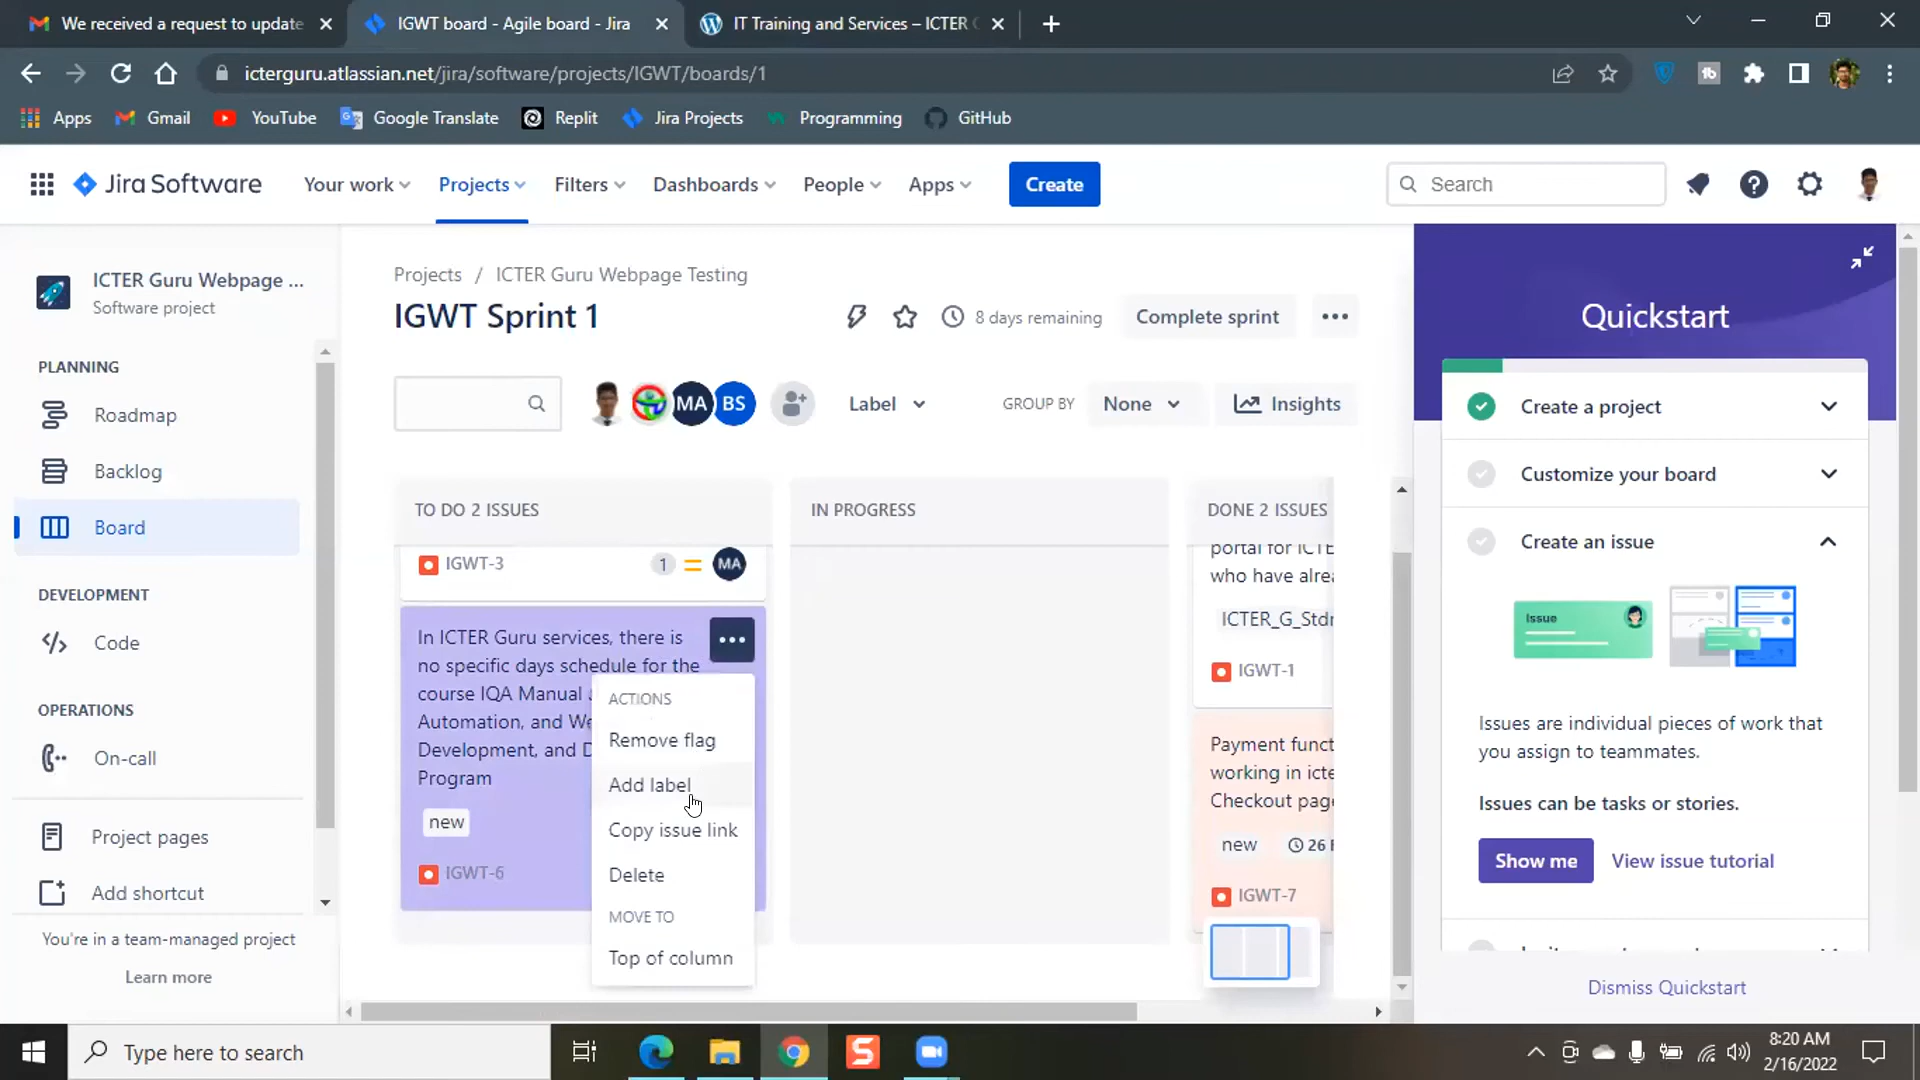 We received a request to update
IGWT board - Agile board - Jira
IT Training and Services – ICTER
icterguru.atlassian.net/jira/software/projects/IGWT/boards/1
Apps
Gmail
YouTube
Google Translate
Replit
Jira Projects
Programming
GitHub
Jira Software
Your work
Projects
Filters
Dashboards
People
Apps
Create
Search
ICTER Guru Webpage ...
Software project
PLANNING
Roadmap
Backlog
Board
DEVELOPMENT
Code
OPERATIONS
On-call
Project pages
Add shortcut
You're in a team-managed project
Learn more
Projects / ICTER Guru Webpage Testing
IGWT Sprint 1
8 days remaining
Complete sprint
MA
BS
Label
GROUP BY
None
Insights
TO DO 2 ISSUES
IGWT-3
1
MA
In ICTER Guru services, there is
no specific days schedule for the
course IQA Manual
Automation, and We
Development, and D
Program
new
IGWT-6
ACTIONS
Remove flag
Add label
Copy issue link
Delete
MOVE TO
Top of column
IN PROGRESS
DONE 2 ISSUES
portal for ICTE
who have alrea
ICTER_G_Stdn
IGWT-1
Payment funct
working in icte
Checkout page
new
26 F
IGWT-7
Quickstart
Create a project
Customize your board
Create an issue
Issue
Issues are individual pieces of work that
you assign to teammates.
Issues can be tasks or stories.
Show me
View issue tutorial
Dismiss Quickstart
Type here to search
8:20 AM
2/16/2022